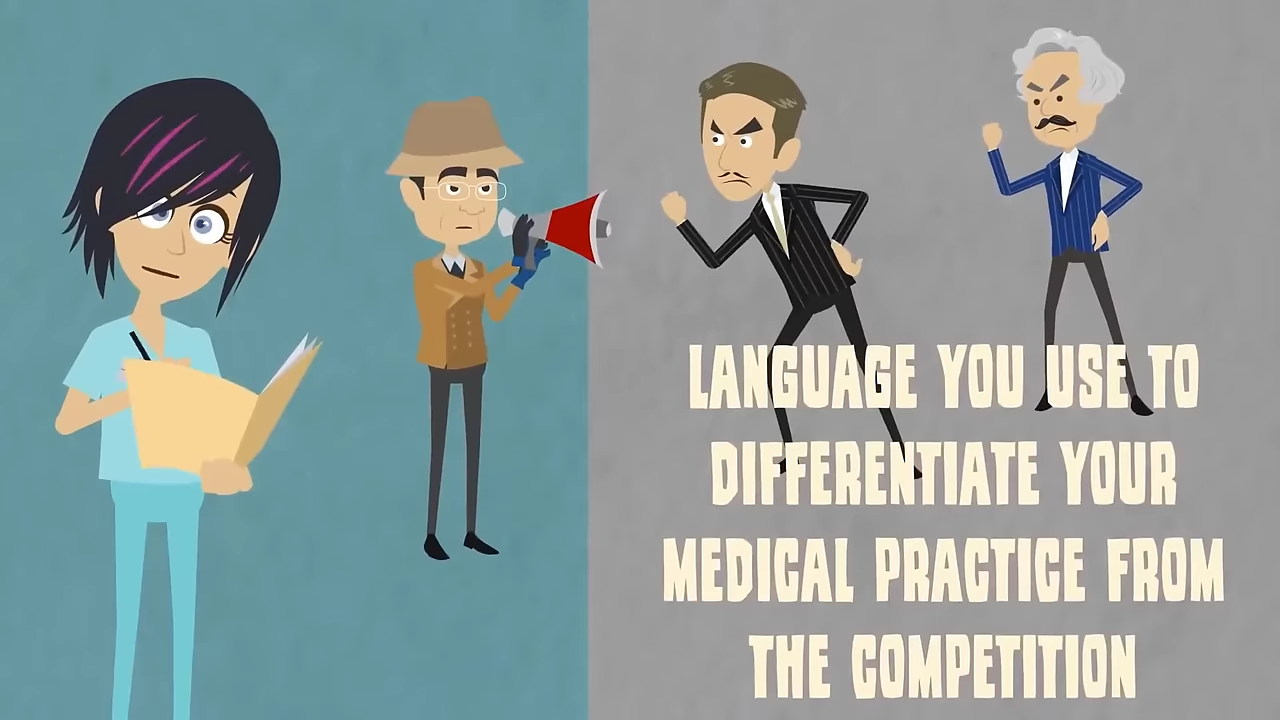 LANGUAGE YOU USE TO
DIFFERENTIATE YOUR
MEDICAL PRACTICE FROM
THE COMPETITION